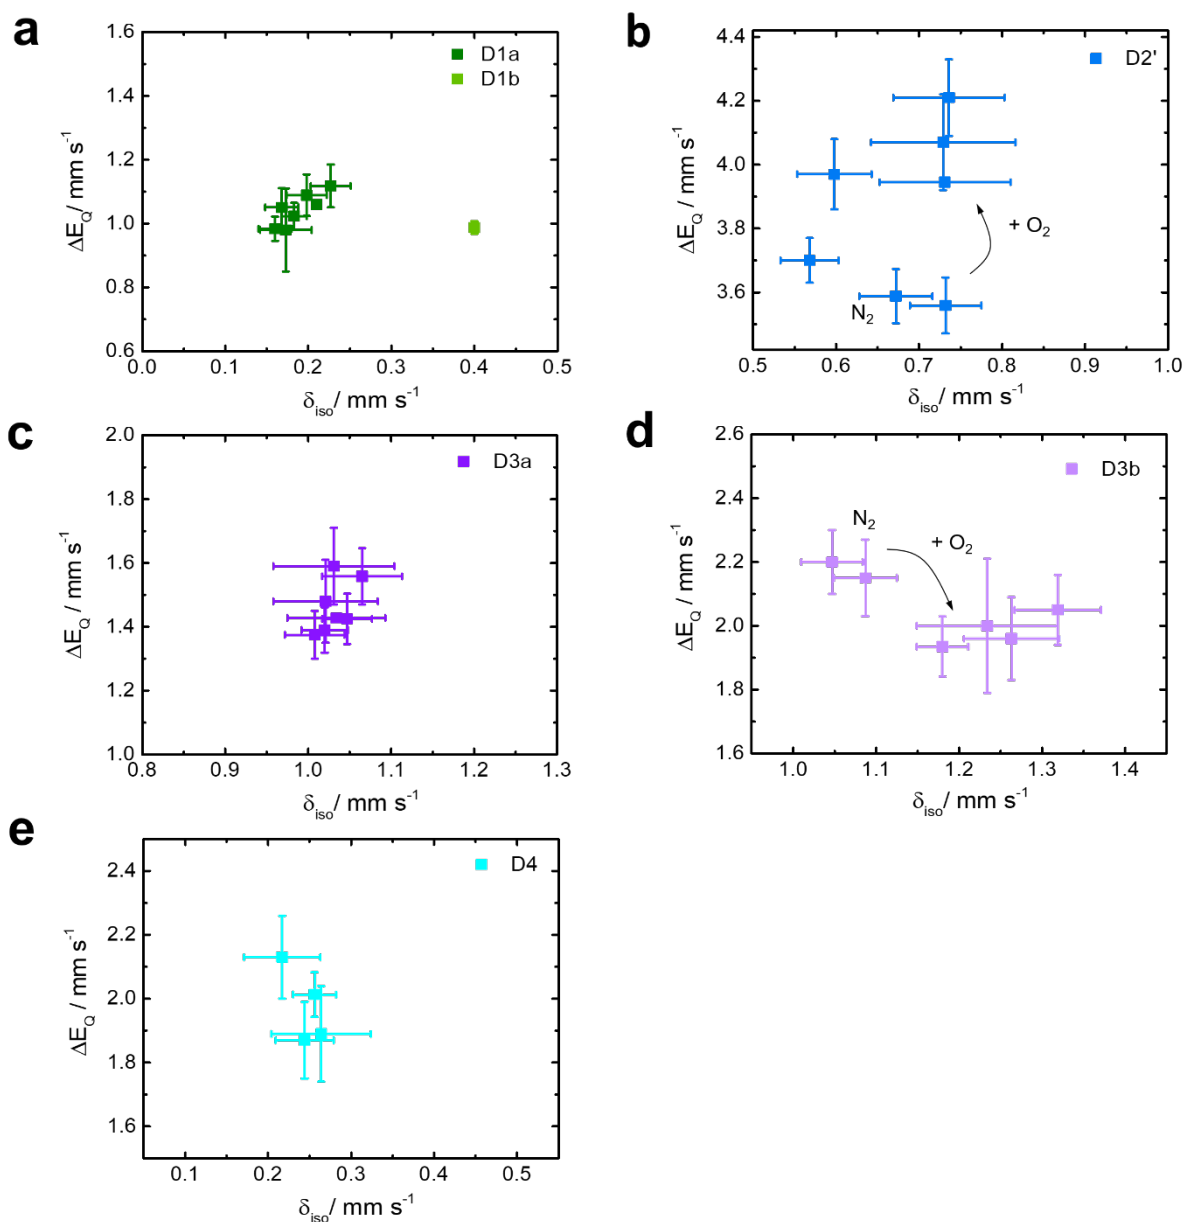 a
1.6
1.4
1.2
1.0
0.8
0.6
ΔE_Q/ mm s⁻¹
D1a
D1b
0.0 0.1 0.2 0.3 0.4 0.5
δ_iso/ mm s⁻¹
b
4.4
4.2
4.0
3.8
3.6
ΔE_Q / mm s⁻¹
D2'
+ O₂
N₂
0.5 0.6 0.7 0.8 0.9 1.0
δ_iso/ mm s⁻¹
c
2.0
1.8
1.6
1.4
1.2
1.0
ΔE_Q / mm s⁻¹
D3a
0.8 0.9 1.0 1.1 1.2 1.3
δ_iso/ mm s⁻¹
d
2.6
2.4
2.2
2.0
1.8
1.6
ΔE_Q / mm s⁻¹
D3b
N₂
+ O₂
1.0 1.1 1.2 1.3 1.4
δ_iso/ mm s⁻¹
e
2.4
2.2
2.0
1.8
1.6
ΔE_Q / mm s⁻¹
D4
0.1 0.2 0.3 0.4 0.5
δ_iso/ mm s⁻¹